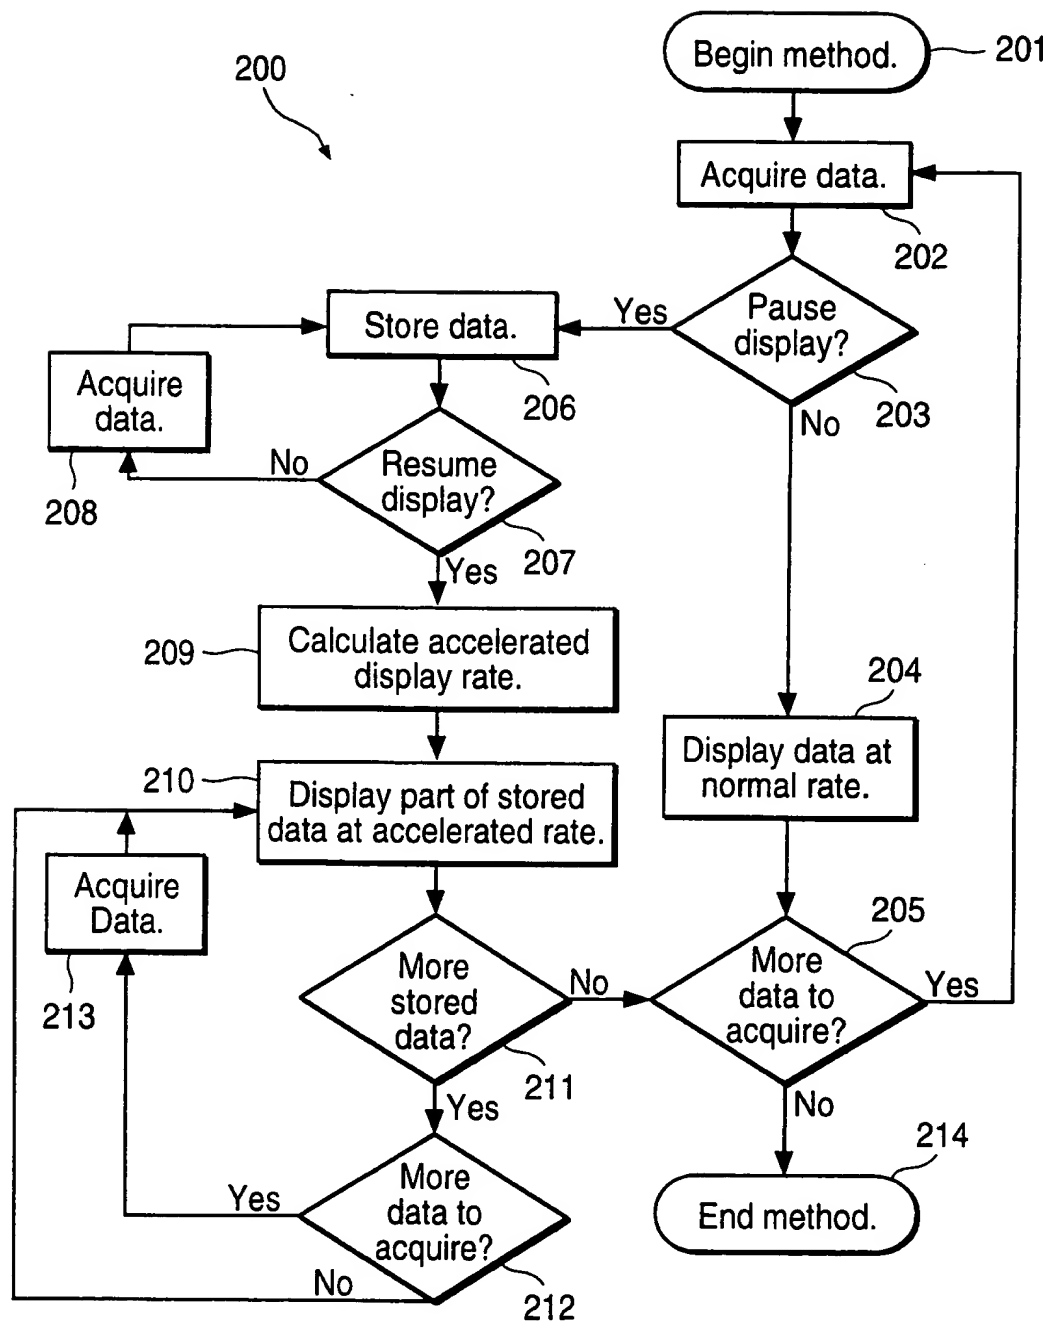 Begin method.
201
200
Acquire data.
202
Pause
display?
203
Yes
No
Store data.
206
Acquire
data.
208
No
Resume
display?
207
Yes
209
Calculate accelerated
display rate.
204
Display data at
normal rate.
210
Display part of stored
data at accelerated rate.
Acquire
Data.
213
More
stored
data?
211
No
Yes
205
More
data to
acquire?
Yes
No
More
data to
acquire?
212
Yes
No
214
End method.